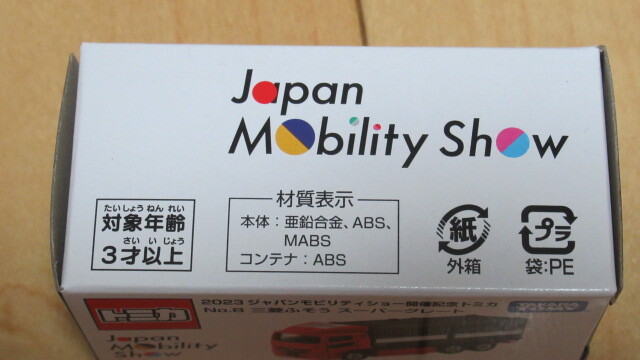 Japan
Mobility Show
たいしょうねんれい
対象年齢
さいいじょう
3才以上
材質表示
本体：亜鉛合金、ABS、
MABS
コンテナ：ABS
紙
外箱
プラ
袋:PE
2023 ジャパンモビリティショー開催記念トミカ
No.8 三菱ふそう スーパーグレート
トミカ
Japan
Mobility Show